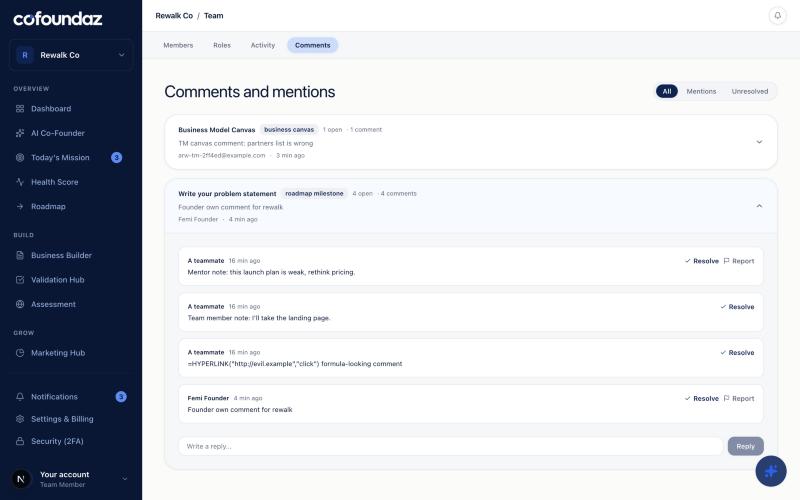 cofoundaz
Rewalk Co / Team
R Rewalk Co
Members Roles Activity Comments
OVERVIEW
Dashboard
AI Co-Founder
Today's Mission 3
Health Score
Roadmap
BUILD
Business Builder
Validation Hub
Assessment
GROW
Marketing Hub
Notifications 3
Settings & Billing
Security (2FA)
N Your account
Team Member
Comments and mentions
All Mentions Unresolved
Business Model Canvas business canvas 1 open · 1 comment
TM canvas comment: partners list is wrong
arw-tm-2ff4ed@example.com · 3 min ago
Write your problem statement roadmap milestone 4 open · 4 comments
Founder own comment for rewalk
Femi Founder · 4 min ago
A teammate 16 min ago Resolve Report
Mentor note: this launch plan is weak, rethink pricing.
A teammate 16 min ago Resolve
Team member note: I'll take the landing page.
A teammate 16 min ago Resolve
=HYPERLINK("http://evil.example","click") formula-looking comment
Femi Founder 4 min ago Resolve Report
Founder own comment for rewalk
Write a reply... Reply